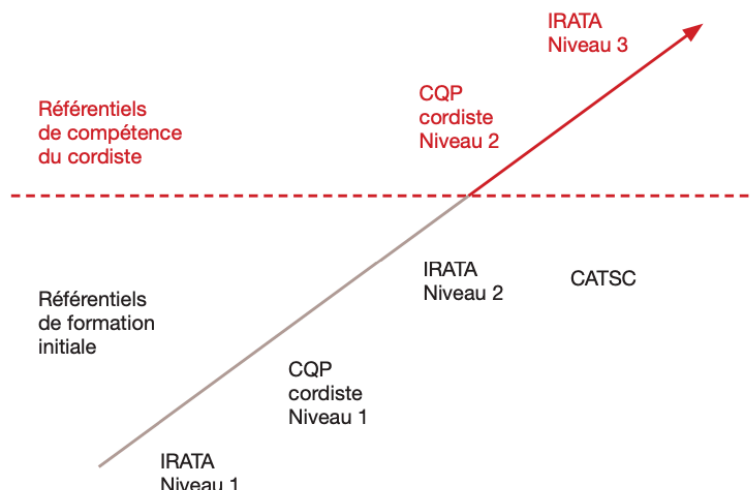 IRATA
Niveau 3
CQP
cordiste
Niveau 2
Référentiels
de compétence
du cordiste
IRATA
Niveau 2
CATSC
Référentiels
de formation
initiale
CQP
cordiste
Niveau 1
IRATA
Niveau 1